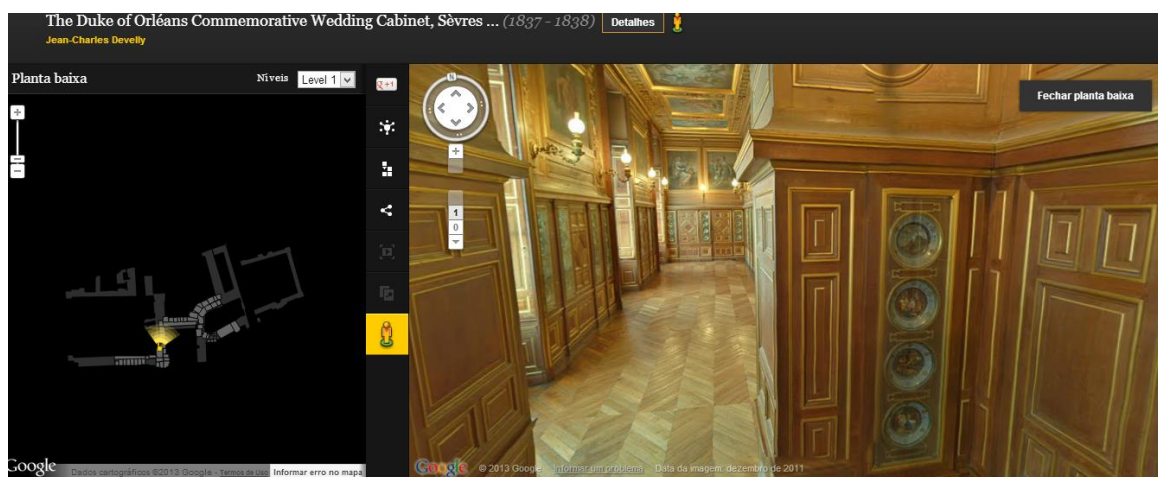 The Duke of Orléans Commemorative Wedding Cabinet, Sèvres ... (1837 - 1838) Detalhes
Jean-Charles Develly
Planta baixa Níveis Level 1
+1
N
Fechar planta baixa
1
0
Google Dados cartográficos ©2013 Google - Termos de Uso Informar erro no mapa
Google © 2013 Google Informar um problema Data da imagem: dezembro de 2011